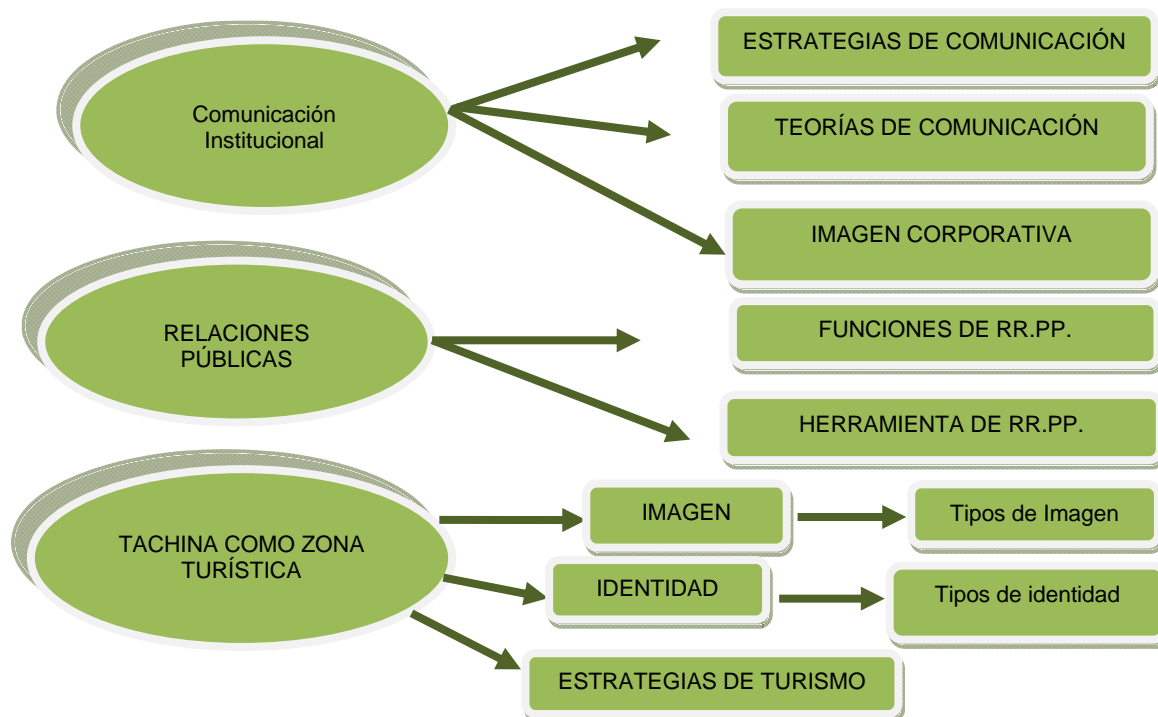 Comunicación
Institucional
ESTRATEGIAS DE COMUNICACIÓN
TEORÍAS DE COMUNICACIÓN
IMAGEN CORPORATIVA
RELACIONES
PÚBLICAS
FUNCIONES DE RR.PP.
HERRAMIENTA DE RR.PP.
TACHINA COMO ZONA
TURÍSTICA
IMAGEN
Tipos de Imagen
IDENTIDAD
Tipos de identidad
ESTRATEGIAS DE TURISMO